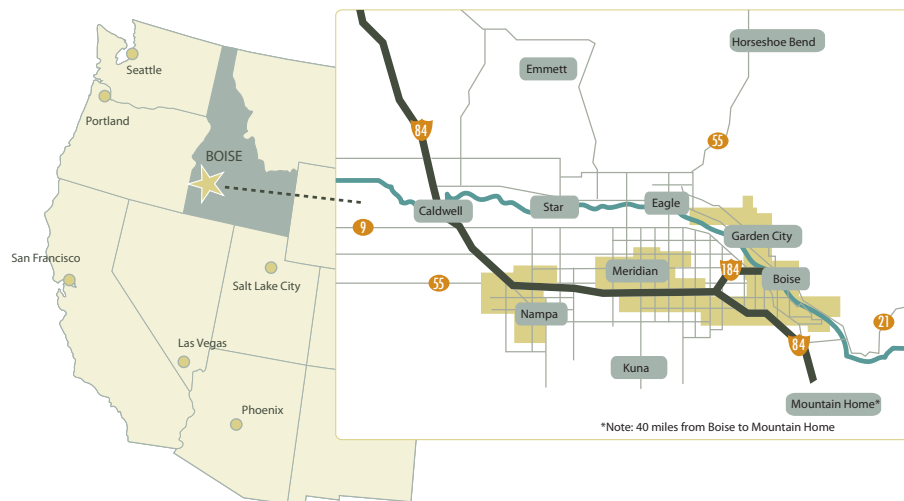 Seattle
Portland
BOISE
San Francisco
Salt Lake City
Las Vegas
Phoenix
Horseshoe Bend
Emmett
84
55
Caldwell
Star
Eagle
9
Garden City
Meridian
184
Boise
55
Nampa
21
84
Kuna
Mountain Home*
*Note: 40 miles from Boise to Mountain Home